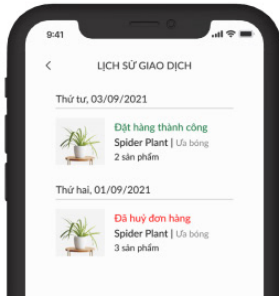 9:41
LỊCH SỬ GIAO DỊCH
Thứ tư, 03/09/2021
Đặt hàng thành công
Spider Plant | Ưa bóng
2 sản phẩm
Thứ hai, 01/09/2021
Đã huỷ đơn hàng
Spider Plant | Ưa bóng
3 sản phẩm